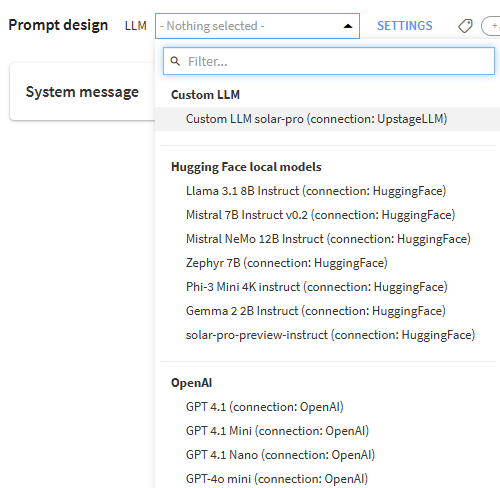 Prompt design LLM - Nothing selected - SETTINGS
Filter...
System message
Custom LLM
Custom LLM solar-pro (connection: UpstageLLM)
Hugging Face local models
Llama 3.1 8B Instruct (connection: HuggingFace)
Mistral 7B Instruct v0.2 (connection: HuggingFace)
Mistral NeMo 12B Instruct (connection: HuggingFace)
Zephyr 7B (connection: HuggingFace)
Phi-3 Mini 4K instruct (connection: HuggingFace)
Gemma 2 2B Instruct (connection: HuggingFace)
solar-pro-preview-instruct (connection: HuggingFace)
OpenAI
GPT 4.1 (connection: OpenAI)
GPT 4.1 Mini (connection: OpenAI)
GPT 4.1 Nano (connection: OpenAI)
GPT-4o mini (connection: OpenAI)